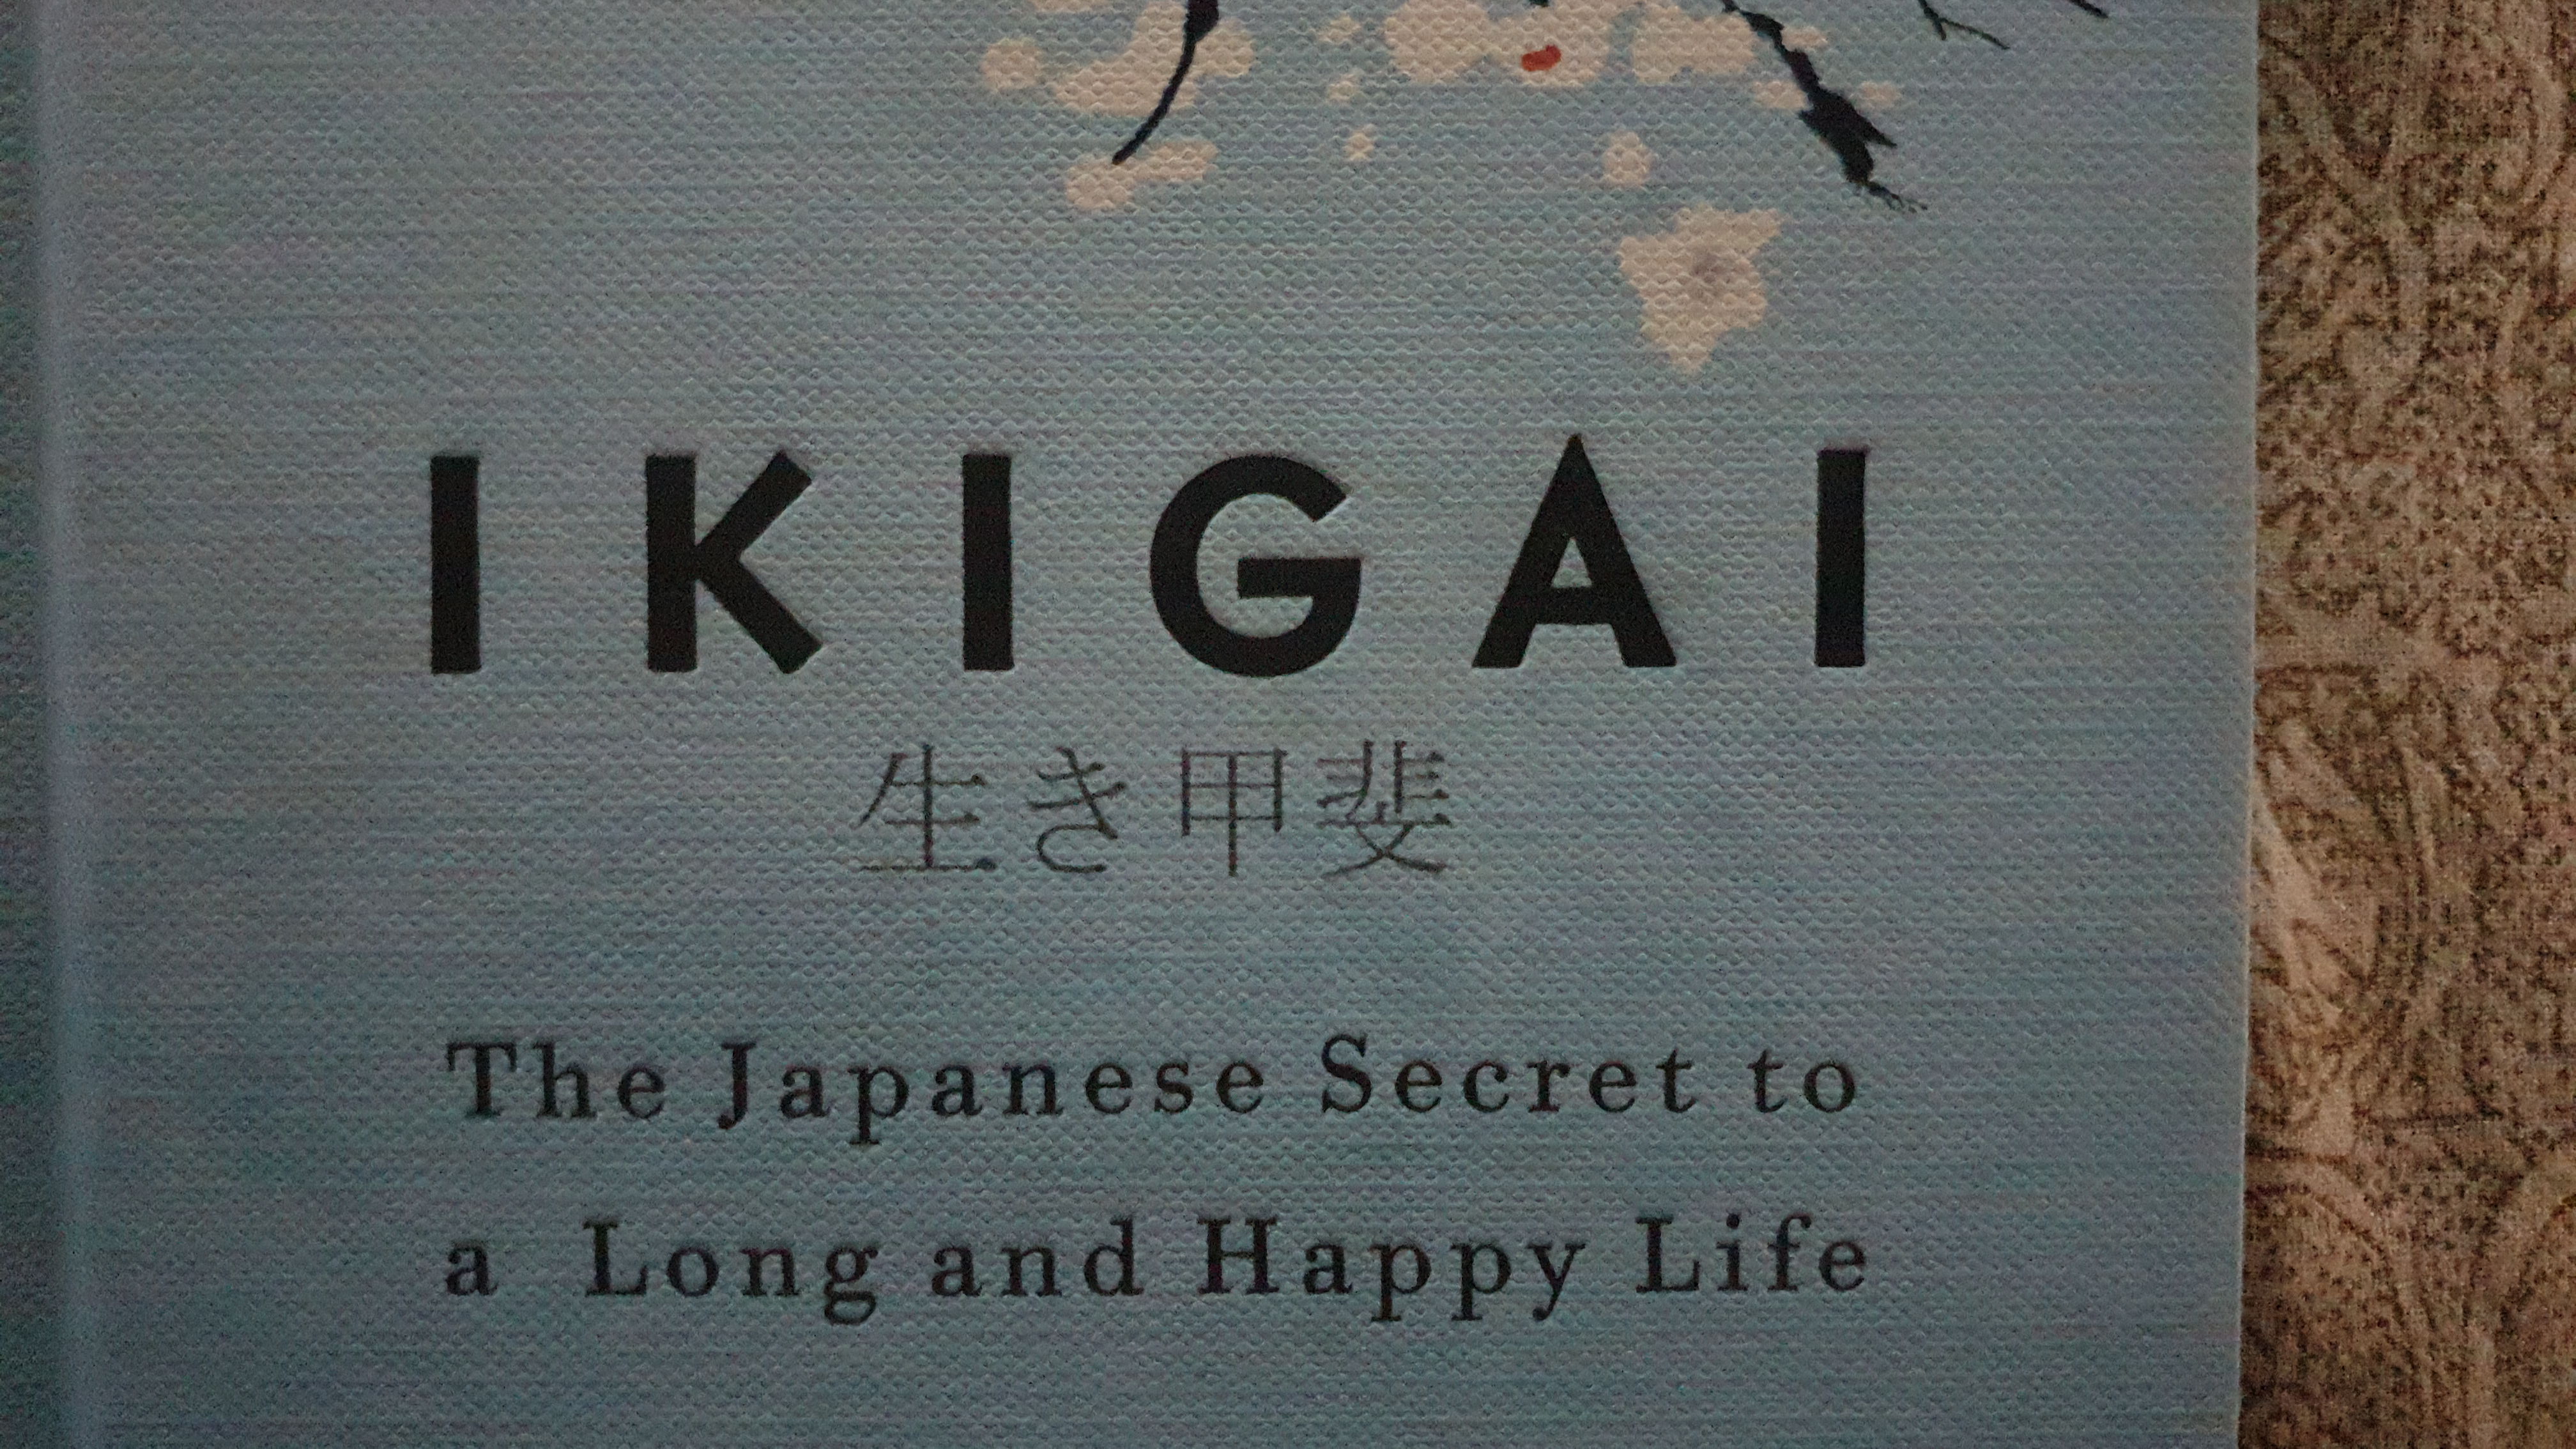 IKIGAI
生き甲斐
The Japanese Secret to
a Long and Happy Life